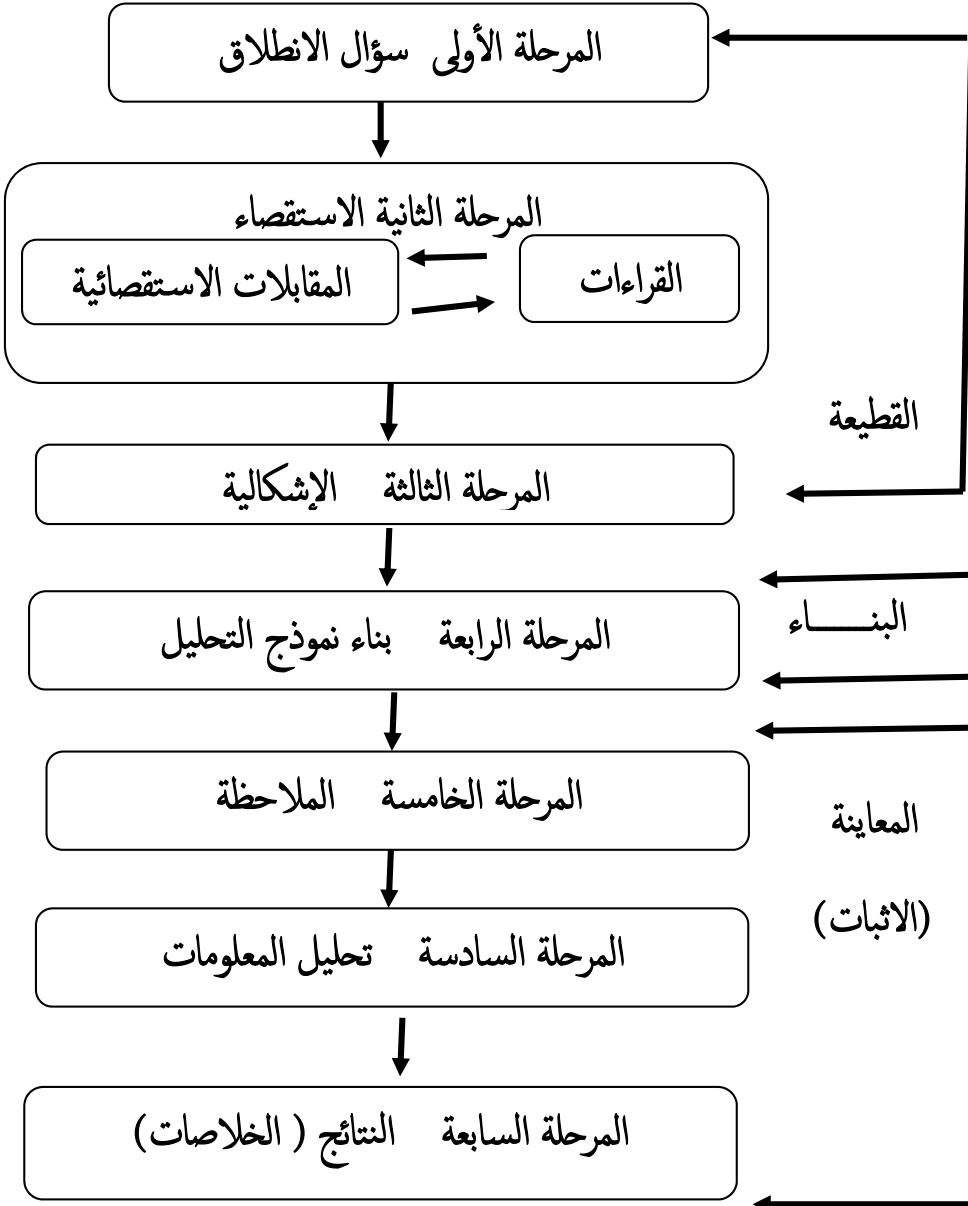 المرحلة الأولى سؤال الانطلاق
المرحلة الثانية الاستقصاء
القراءات
المقابلات الاستقصائية
القطيعة
المرحلة الثالثة الإشكالية
البنـــــاء
المرحلة الرابعة بناء نموذج التحليل
المرحلة الخامسة الملاحظة
المعاينة
(الاثبات)
المرحلة السادسة تحليل المعلومات
المرحلة السابعة النتائج ( الخلاصات)